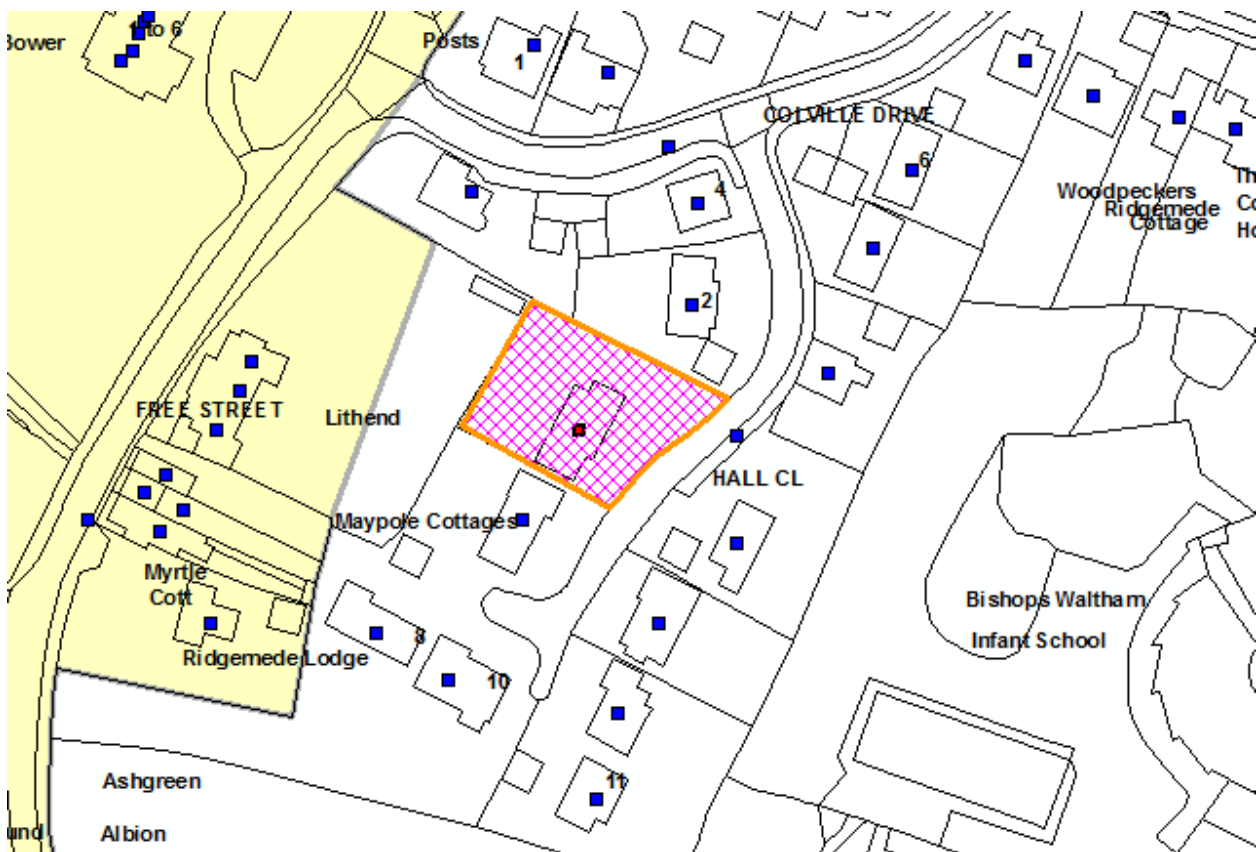 1 to 6
Bower
Posts
1
COLVILLE DRIVE
6
4
Woodpeckers
Ridgemede
Cottage
2
FREE STREET
Lithend
HALL CL
Maypole Cottages
Myrtle
Cott
Bishops Waltham
Infant School
8
Ridgemede Lodge
10
Ashgreen
11
Albion